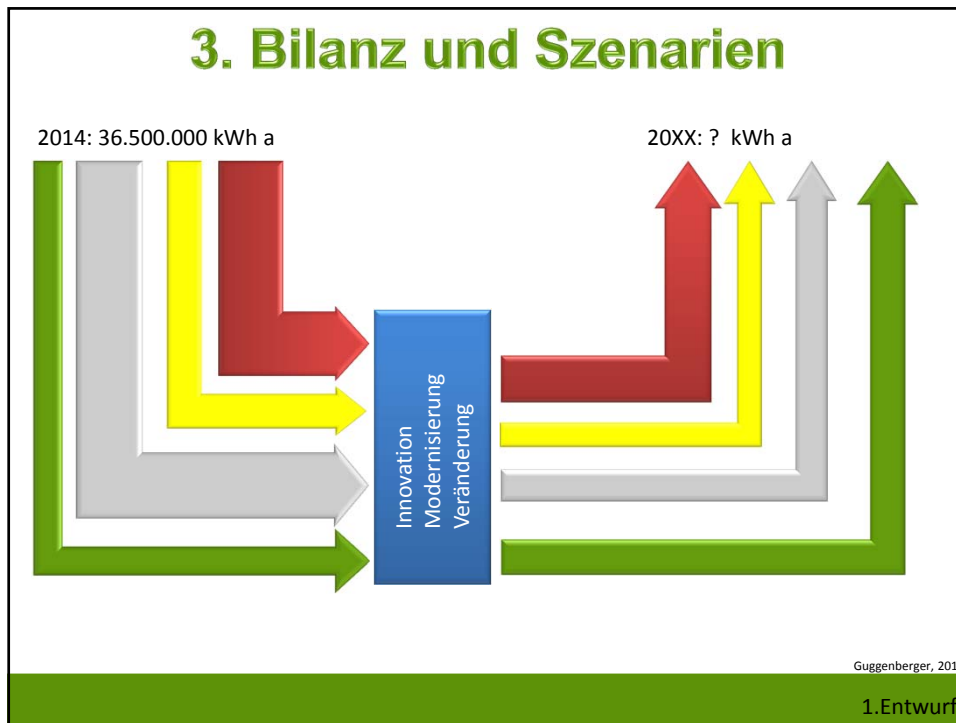 3. Bilanz und Szenarien
2014: 36.500.000 kWh a
20XX: ? kWh a
Innovation
Modernisierung
Veränderung
Guggenberger, 201
1.Entwurf